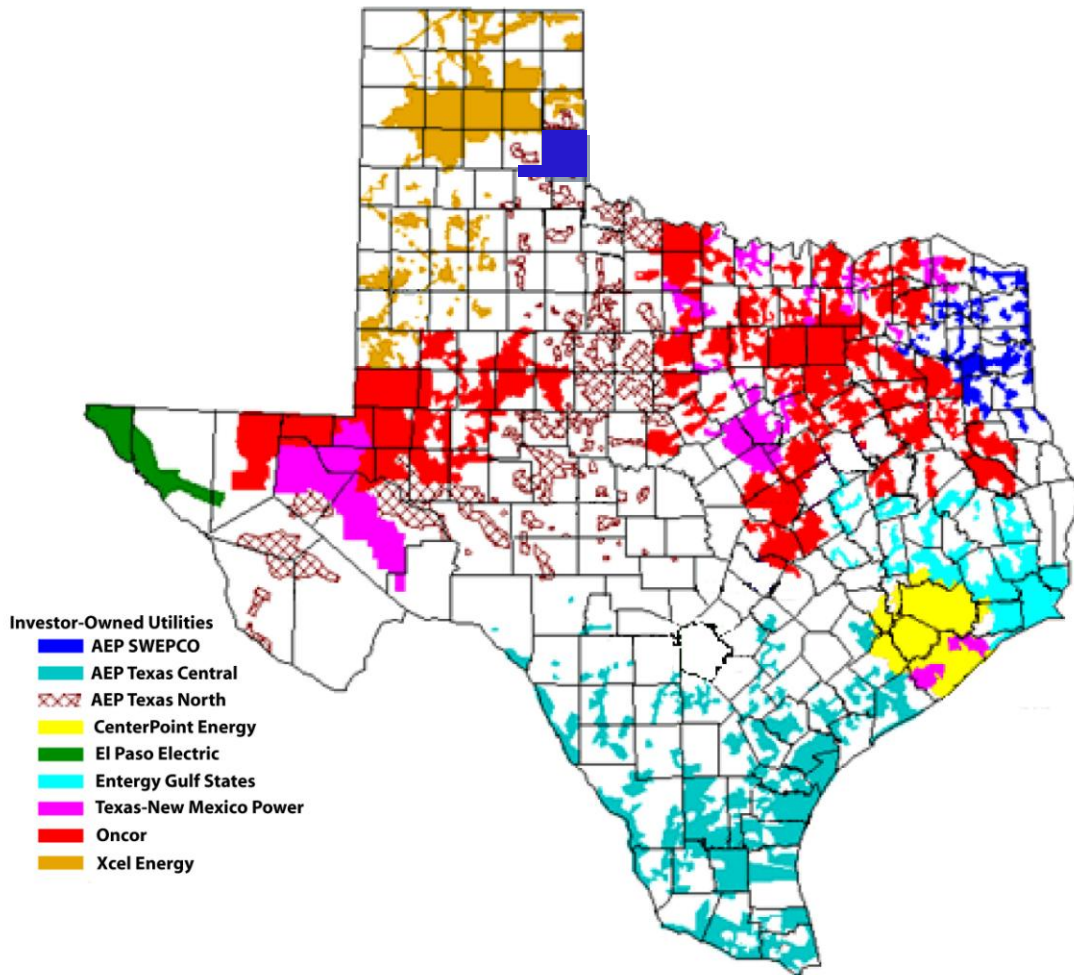 Investor-Owned Utilities
AEP SWEPCO
AEP Texas Central
AEP Texas North
CenterPoint Energy
El Paso Electric
Entergy Gulf States
Texas-New Mexico Power
Oncor
Xcel Energy